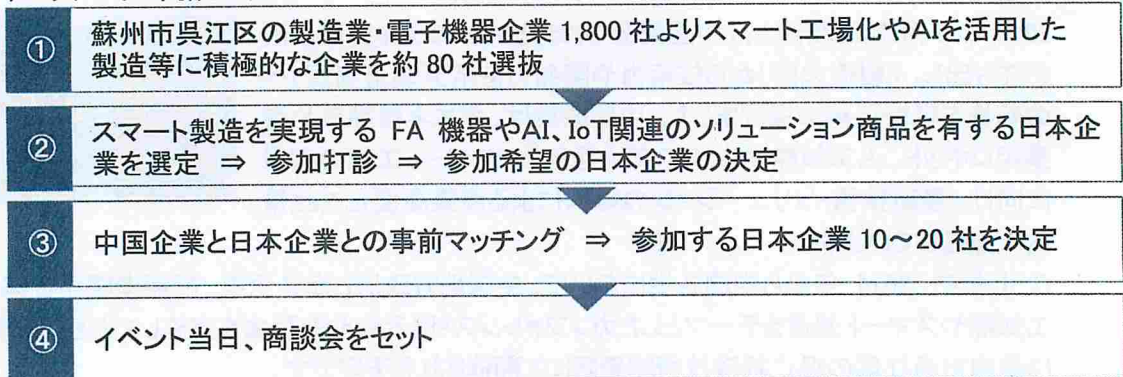 ①
蘇州市呉江区の製造業・電子機器企業 1,800 社よりスマート工場化やAIを活用した
製造等に積極的な企業を約 80 社選抜
②
スマート製造を実現する FA 機器やAI、IoT関連のソリューション商品を有する日本企
業を選定 ⇒ 参加打診 ⇒ 参加希望の日本企業の決定
③
中国企業と日本企業との事前マッチング ⇒ 参加する日本企業 10～20 社を決定
④
イベント当日、商談会をセット